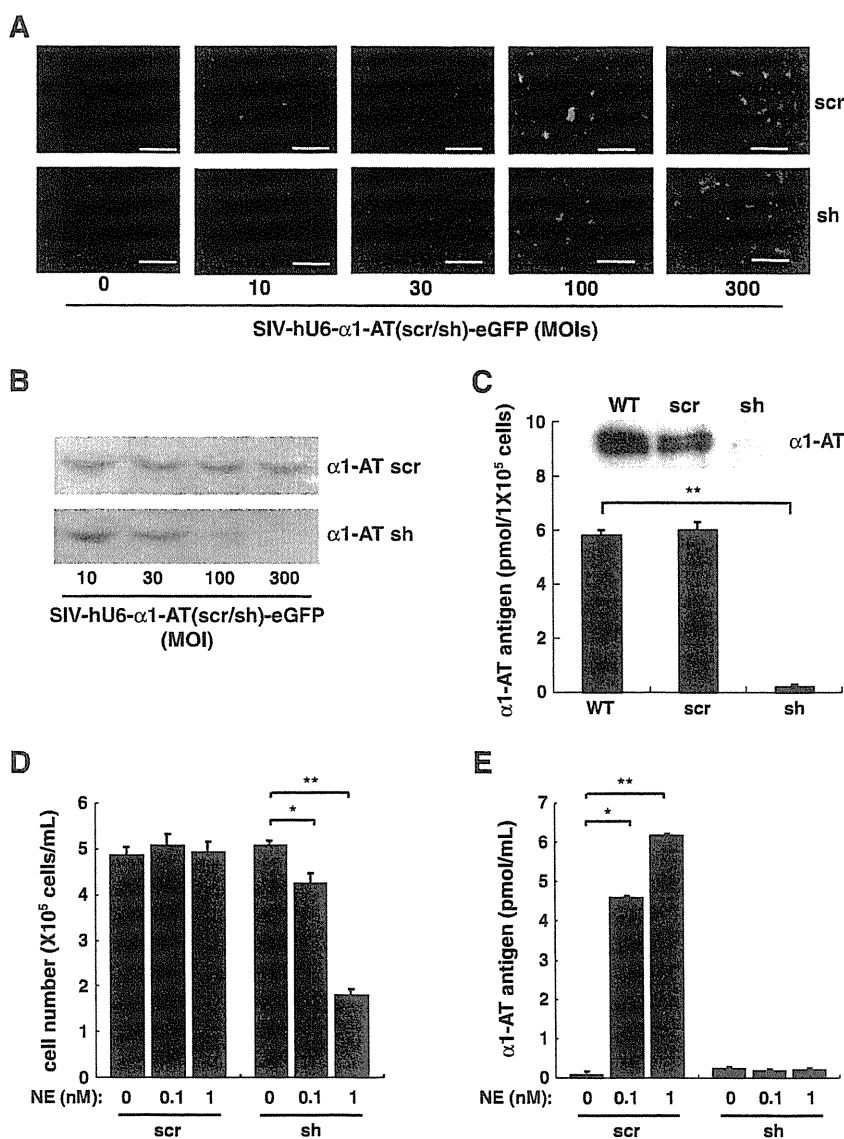 A
scr
sh
0 10 30 100 300
SIV-hU6-α1-AT(scr/sh)-eGFP (MOIs)
B
α1-AT scr
α1-AT sh
10 30 100 300
SIV-hU6-α1-AT(scr/sh)-eGFP
(MOI)
C
WT scr sh
α1-AT
**
α1-AT antigen (pmol/1X10⁵ cells)
10
8
6
4
2
0
WT scr sh
D
** 
*
cell number (X10⁵ cells/mL)
6
5
4
3
2
1
0
NE (nM): 0 0.1 1 0 0.1 1
scr sh
E
**
*
α1-AT antigen (pmol/mL)
7
6
5
4
3
2
1
0
NE (nM): 0 0.1 1 0 0.1 1
scr sh